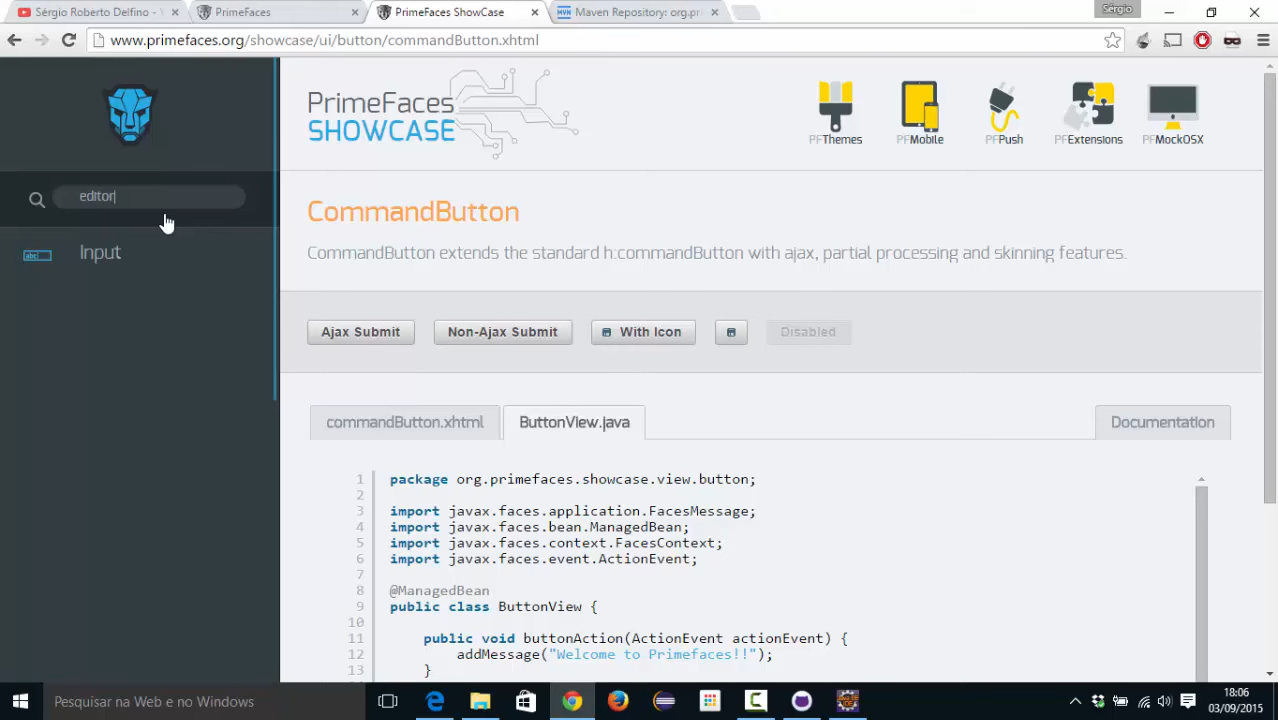 Sérgio Roberto Delfino - Y
PrimeFaces
PrimeFaces ShowCase
Maven Repository: org.pri
Sérgio
www.primefaces.org/showcase/ui/button/commandButton.xhtml
PrimeFaces
SHOWCASE
PFThemes
PFMobile
PFPush
PFExtensions
PFMockOSX
editor
abc
Input
CommandButton
CommandButton extends the standard h:commandButton with ajax, partial processing and skinning features.
Ajax Submit
Non-Ajax Submit
With Icon
Disabled
commandButton.xhtml
ButtonView.java
Documentation
1 package org.primefaces.showcase.view.button;
2
3 import javax.faces.application.FacesMessage;
4 import javax.faces.bean.ManagedBean;
5 import javax.faces.context.FacesContext;
6 import javax.faces.event.ActionEvent;
7
8 @ManagedBean
9 public class ButtonView {
10
11 public void buttonAction(ActionEvent actionEvent) {
12 addMessage("Welcome to Primefaces!!");
13 }
Pesquisar na Web e no Windows
18:06
03/09/2015